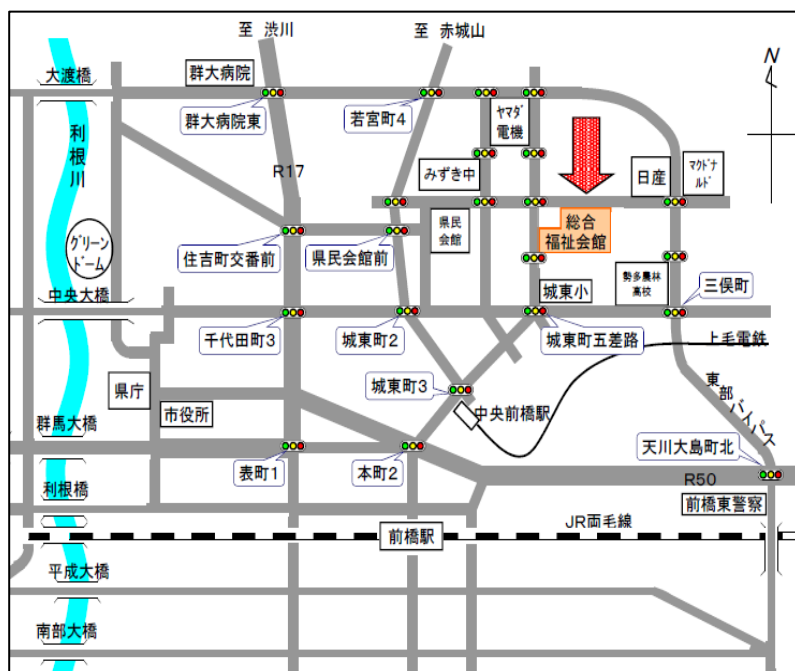 至 渋川
至 赤城山
N
大渡橋
群大病院
群大病院東
若宮町4
ﾔﾏﾀﾞ
電機
利根川
R17
みずき中
日産
ﾏｸﾄﾞﾅ
ﾙﾄﾞ
県民
会館
総合
福祉会館
ｸﾞﾘｰﾝ
ﾄﾞｰﾑ
住吉町交番前
県民会館前
勢多農林
高校
中央大橋
城東小
三俣町
千代田町3
城東町2
城東町五差路
上毛電鉄
県庁
城東町3
東部バイパス
市役所
中央前橋駅
群馬大橋
表町1
本町2
天川大島町北
利根橋
R50
前橋東警察
前橋駅
JR両毛線
平成大橋
南部大橋